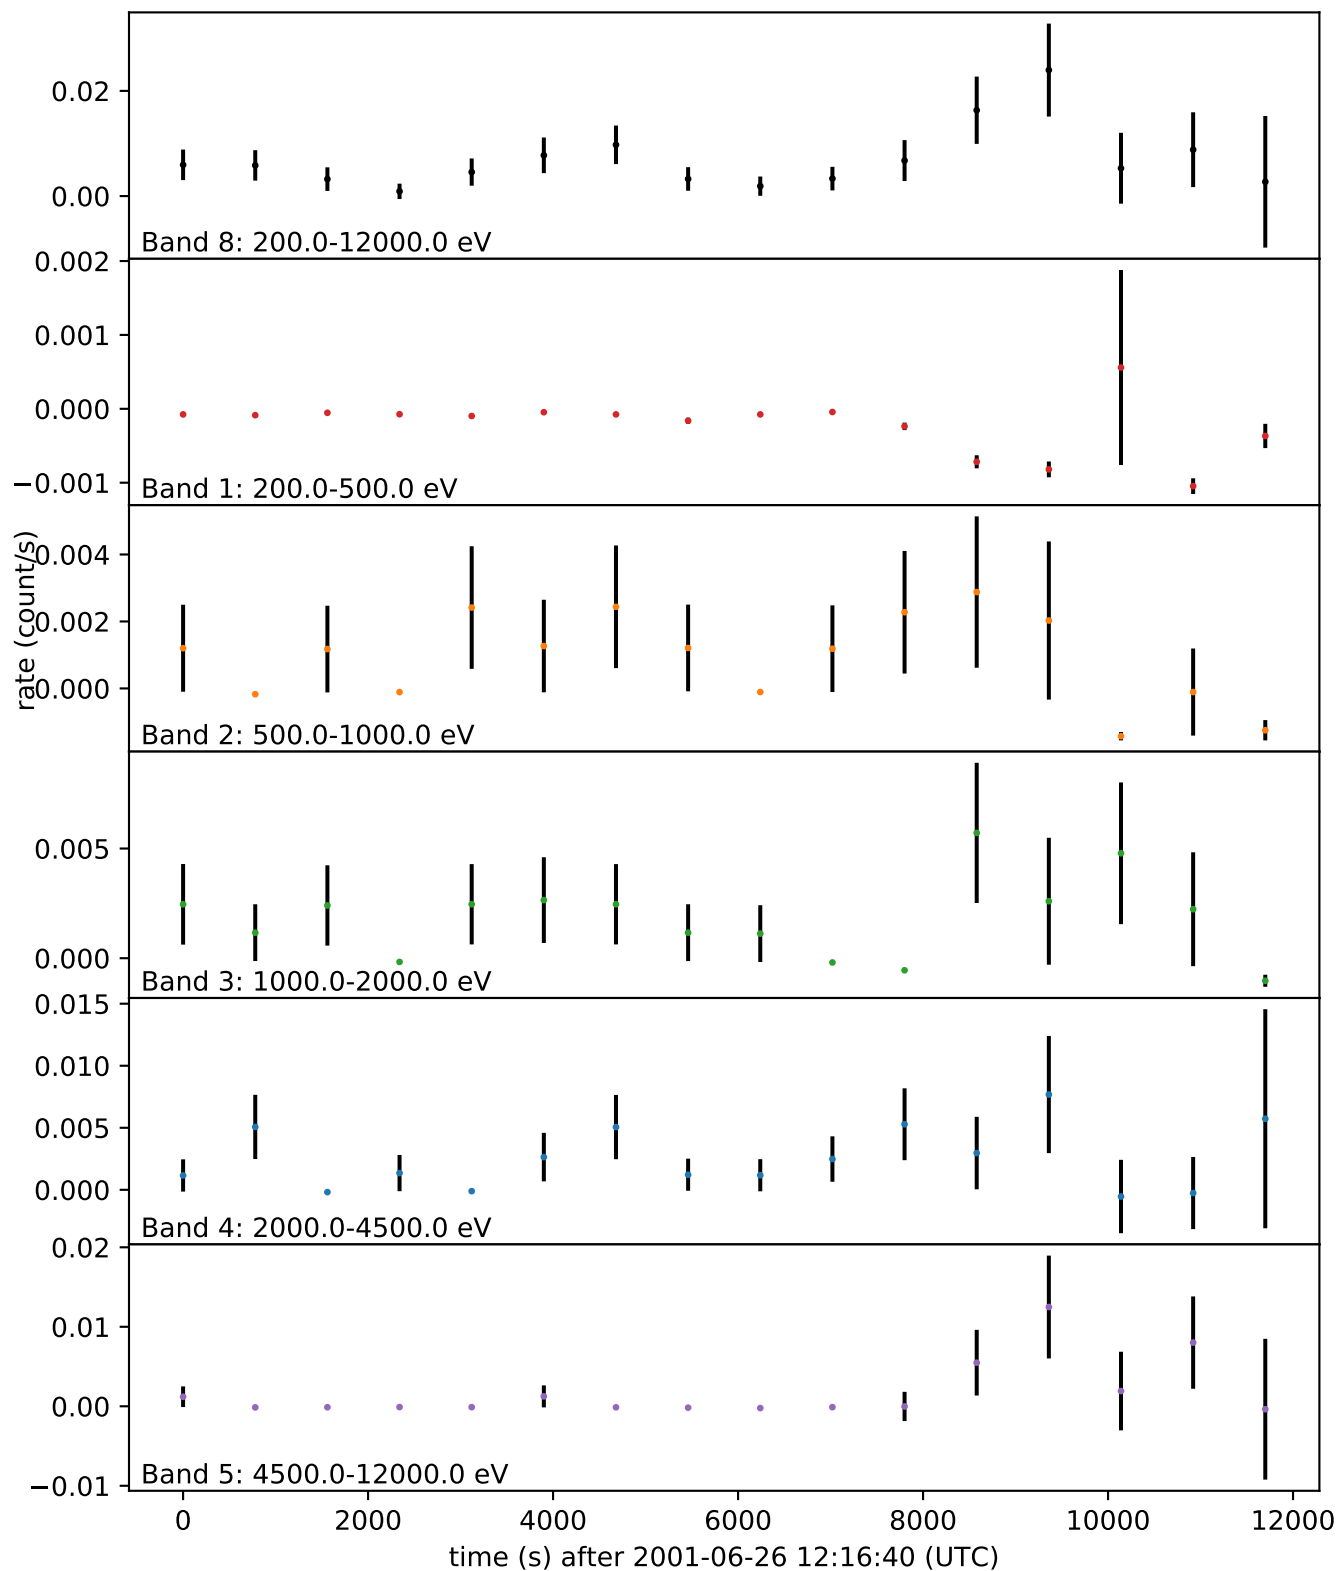 0.02
0.00
Band 8: 200.0-12000.0 eV
0.002
0.001
0.000
−0.001
Band 1: 200.0-500.0 eV
rate (count/s)
0.004
0.002
0.000
Band 2: 500.0-1000.0 eV
0.005
0.000
Band 3: 1000.0-2000.0 eV
0.015
0.010
0.005
0.000
Band 4: 2000.0-4500.0 eV
0.02
0.01
0.00
−0.01
Band 5: 4500.0-12000.0 eV
0 2000 4000 6000 8000 10000 12000
time (s) after 2001-06-26 12:16:40 (UTC)